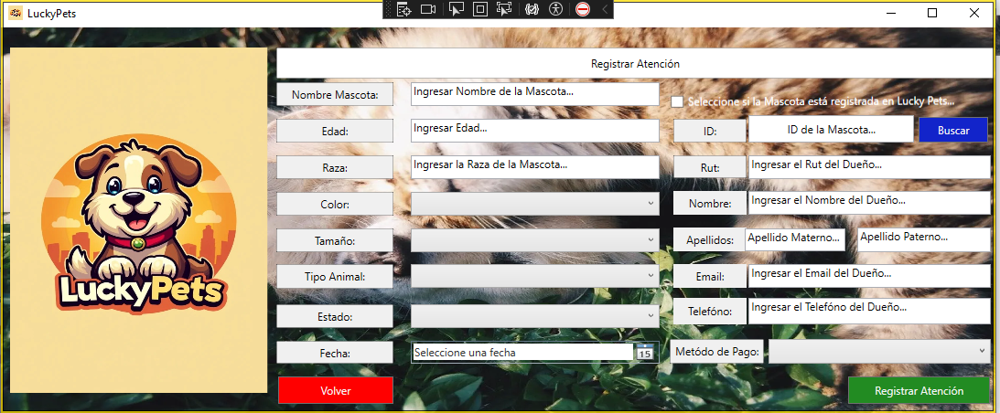 LuckyPets
Registrar Atención
Nombre Mascota:
Ingresar Nombre de la Mascota...
Seleccione si la Mascota está registrada en Lucky Pets...
Edad:
Ingresar Edad...
ID:
ID de la Mascota...
Buscar
Raza:
Ingresar la Raza de la Mascota...
Rut:
Ingresar el Rut del Dueño...
Color:
Nombre:
Ingresar el Nombre del Dueño...
Tamaño:
Apellidos:
Apellido Materno...
Apellido Paterno...
Tipo Animal:
Email:
Ingresar el Email del Dueño...
Estado:
Telefóno:
Ingresar el Telefóno del Dueño...
Fecha:
Seleccione una fecha
15
Metódo de Pago:
LuckyPets
Volver
Registrar Atención